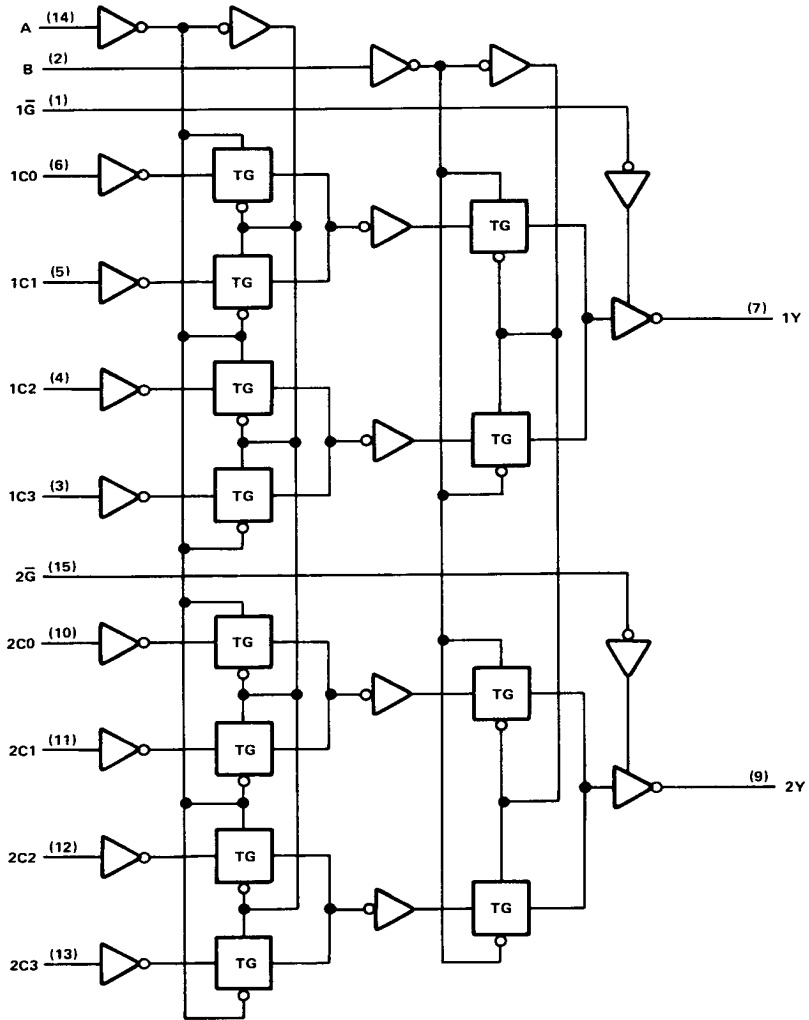 A (14)
B (2)
1G̅ (1)
1C0 (6) TG
TG
1C1 (5) TG
(7) 1Y
1C2 (4) TG
TG
1C3 (3) TG
2G̅ (15)
2C0 (10) TG
TG
2C1 (11) TG
(9) 2Y
2C2 (12) TG
TG
2C3 (13) TG